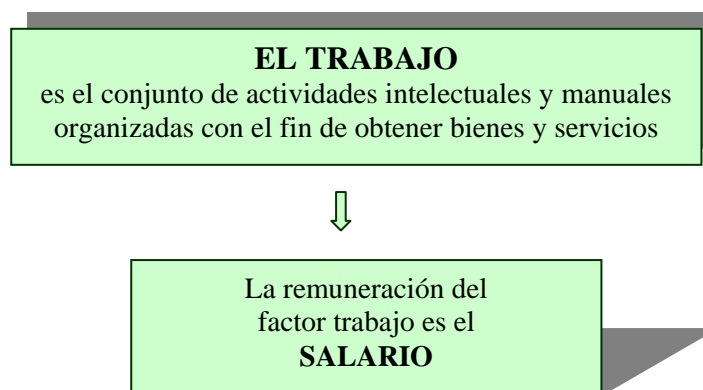 EL TRABAJO
es el conjunto de actividades intelectuales y manuales
organizadas con el fin de obtener bienes y servicios
La remuneración del
factor trabajo es el
SALARIO